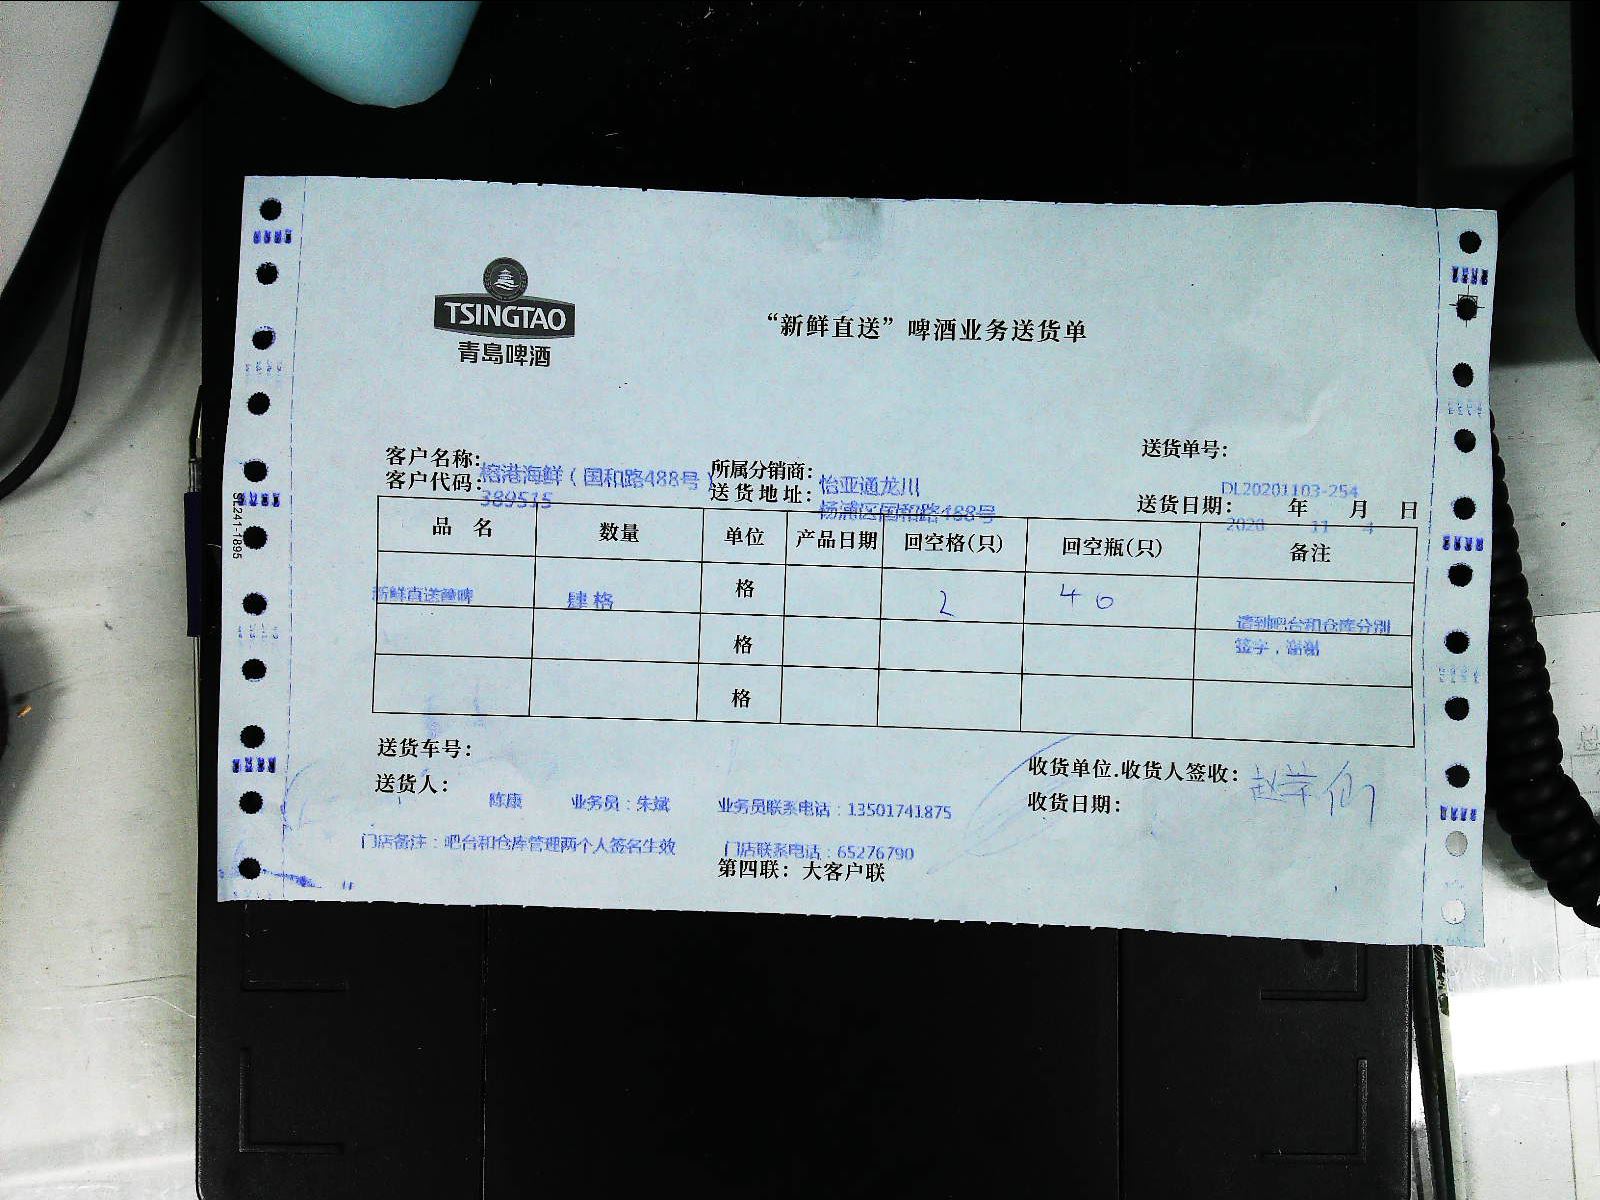 TSINGTAO
青島啤酒
“新鲜直送”啤酒业务送货单
送货单号: DL20201103-254
客户名称: 榕港海鲜（国和路488号）
所属分销商: 怡亚通龙川
客户代码: 389515
送货地址: 杨浦区国和路488号
送货日期: 2020 年 11 月 4 日
品 名 数量 单位 产品日期 回空格(只) 回空瓶(只) 备注
新鲜直送 肆格 格 2 40 请到吧台和仓库分别签字，谢谢
格
格
送货车号:
送货人: 陈康 业务员：朱斌 业务员联系电话：13501741875
收货单位.收货人签收:
收货日期:
门店备注：吧台和仓库管理两个人签名生效 门店联系电话：65276790
第四联: 大客户联
241-1895